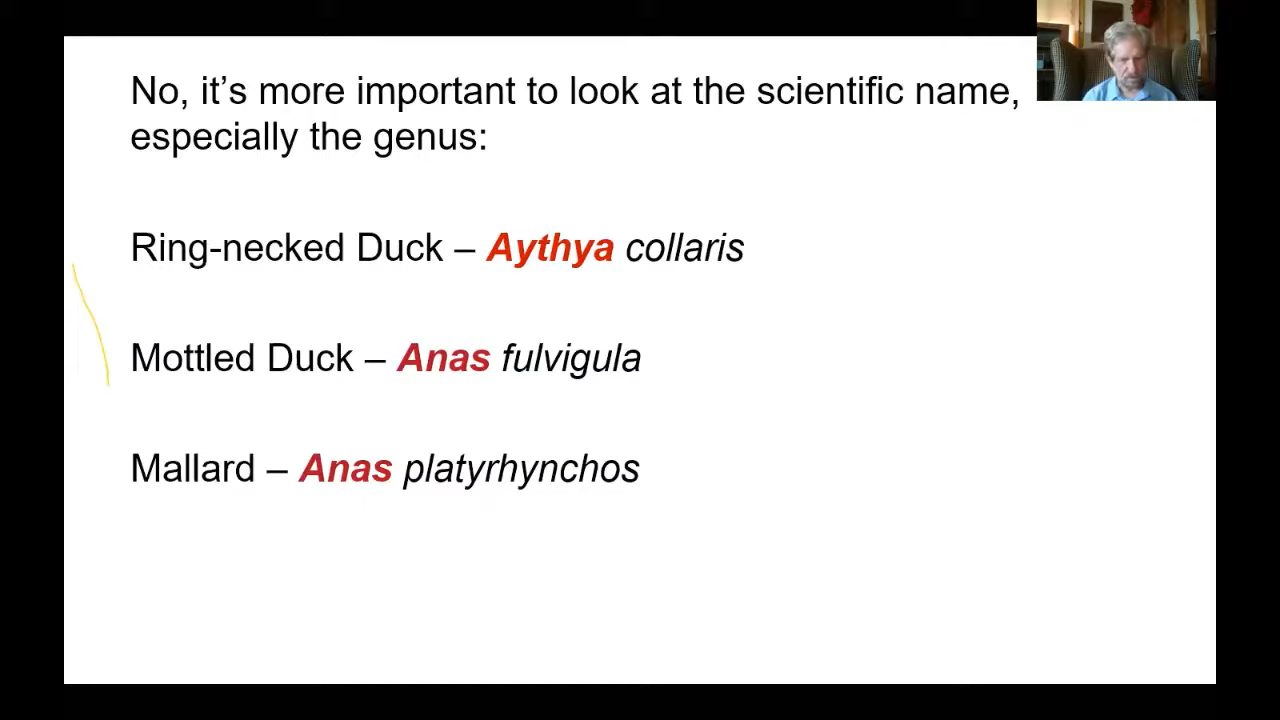 No, it’s more important to look at the scientific name,
especially the genus:
Ring-necked Duck – Aythya collaris
Mottled Duck – Anas fulvigula
Mallard – Anas platyrhynchos